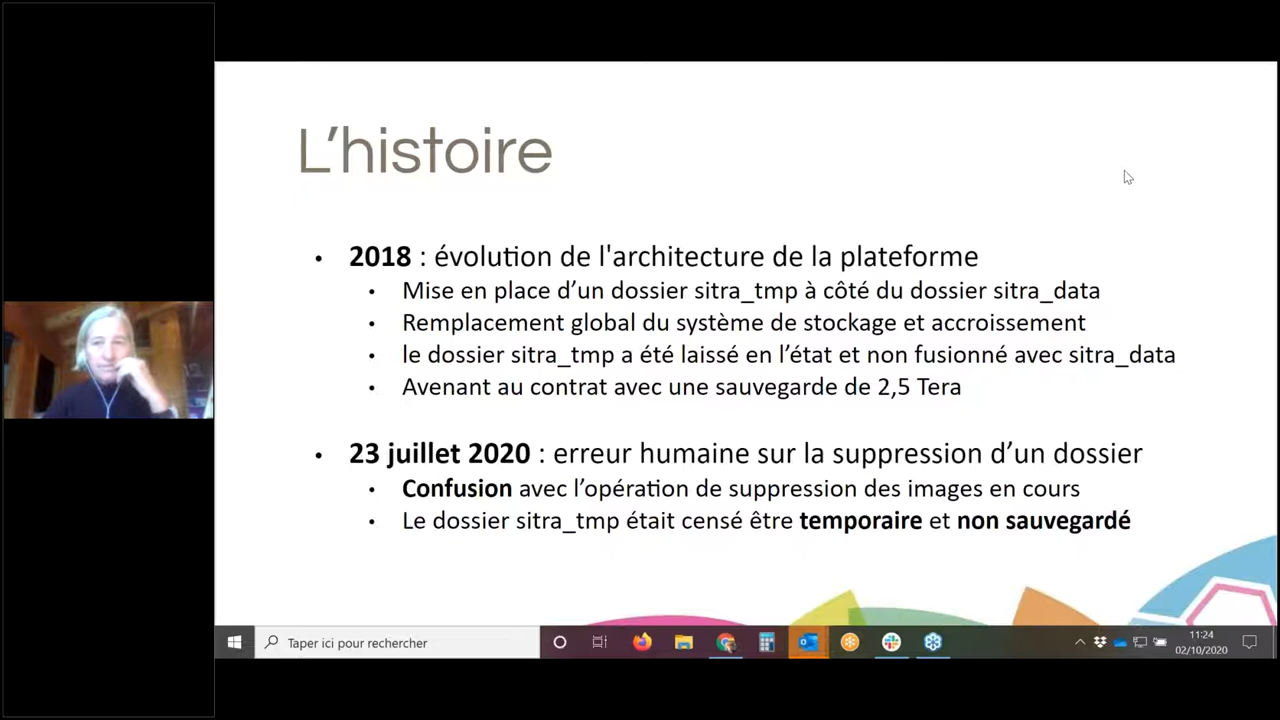 L’histoire
• 2018 : évolution de l'architecture de la plateforme
• Mise en place d’un dossier sitra_tmp à côté du dossier sitra_data
• Remplacement global du système de stockage et accroissement
• le dossier sitra_tmp a été laissé en l’état et non fusionné avec sitra_data
• Avenant au contrat avec une sauvegarde de 2,5 Tera
• 23 juillet 2020 : erreur humaine sur la suppression d’un dossier
• Confusion avec l’opération de suppression des images en cours
• Le dossier sitra_tmp était censé être temporaire et non sauvegardé
Taper ici pour rechercher
11:24
02/10/2020